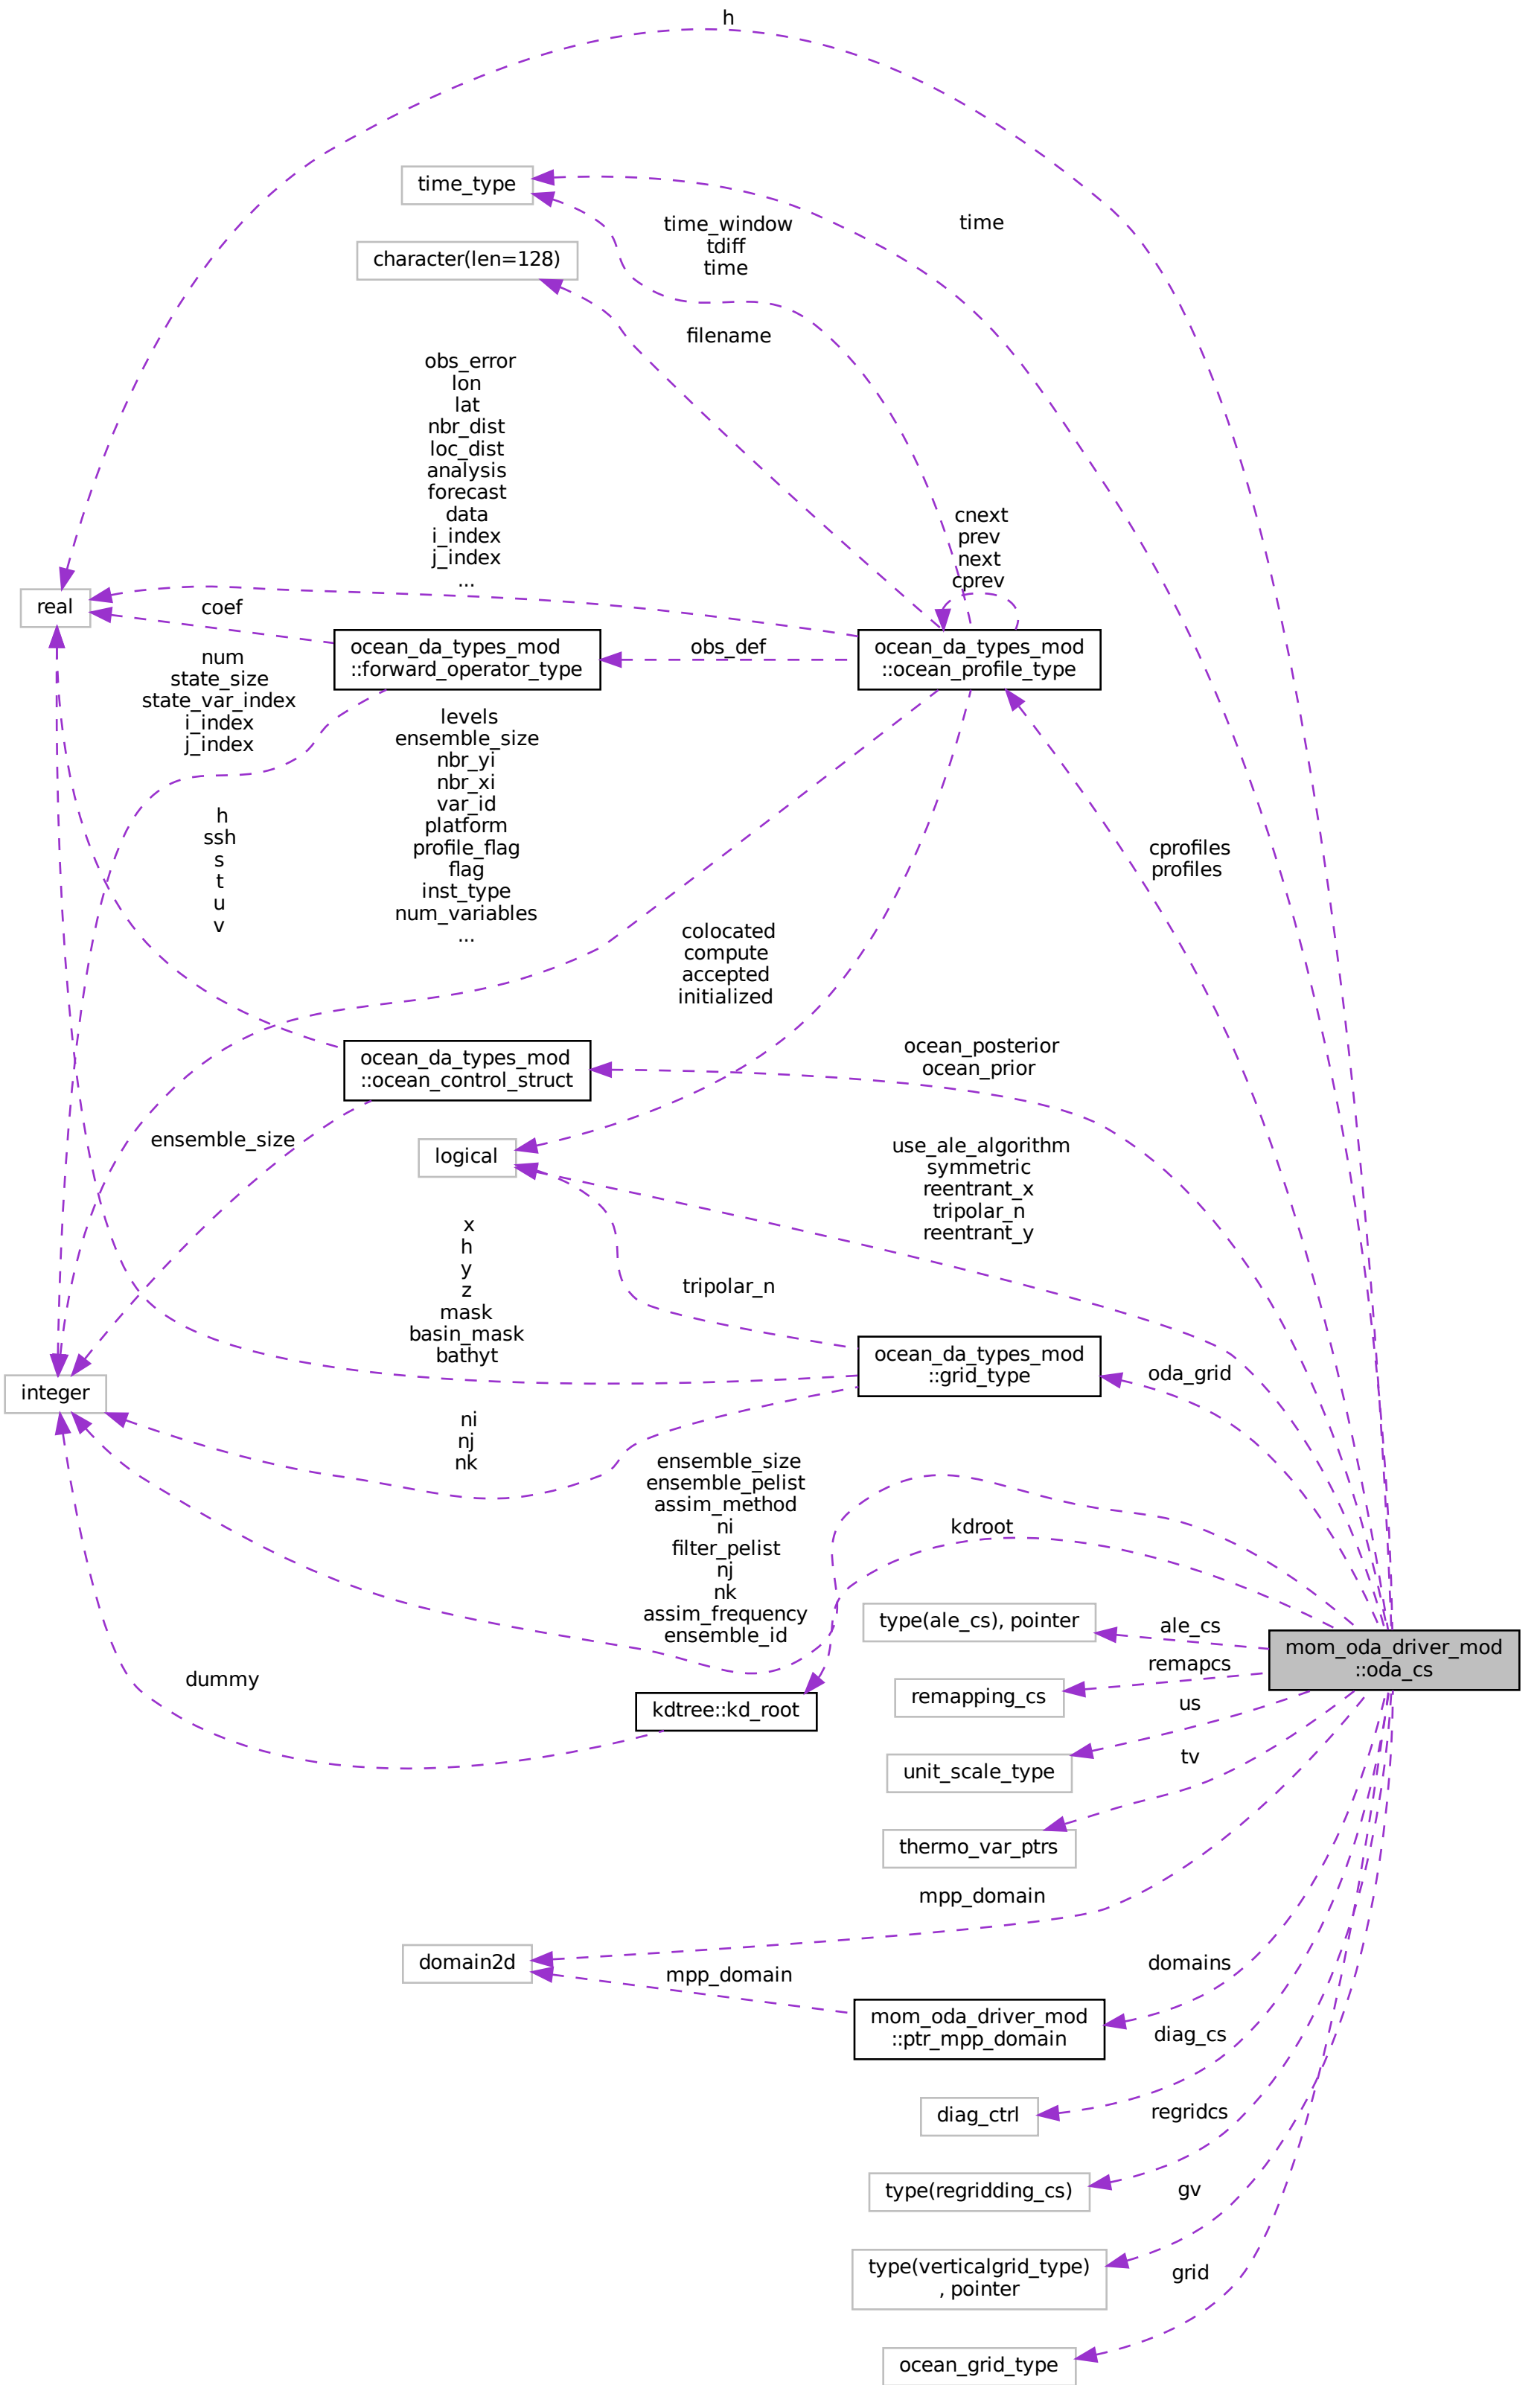 h
time_type
time
time_window
tdiff
time
character(len=128)
filename
obs_error
lon
lat
nbr_dist
loc_dist
analysis
forecast
data
i_index
j_index
...
cnext
prev
next
cprev
real
coef
ocean_da_types_mod
::forward_operator_type
obs_def
ocean_da_types_mod
::ocean_profile_type
num
state_size
state_var_index
i_index
j_index
levels
ensemble_size
nbr_yi
nbr_xi
var_id
platform
profile_flag
flag
inst_type
num_variables
...
h
ssh
s
t
u
v
cprofiles
profiles
colocated
compute
accepted
initialized
ocean_da_types_mod
::ocean_control_struct
ocean_posterior
ocean_prior
ensemble_size
logical
use_ale_algorithm
symmetric
reentrant_x
tripolar_n
reentrant_y
x
h
y
z
mask
basin_mask
bathyt
tripolar_n
ocean_da_types_mod
::grid_type
oda_grid
integer
ni
nj
nk
ensemble_size
ensemble_pelist
assim_method
ni
filter_pelist
nj
nk
assim_frequency
ensemble_id
kdroot
type(ale_cs), pointer
ale_cs
mom_oda_driver_mod
::oda_cs
remapcs
remapping_cs
dummy
kdtree::kd_root
us
unit_scale_type
tv
thermo_var_ptrs
mpp_domain
domain2d
mpp_domain
domains
mom_oda_driver_mod
::ptr_mpp_domain
diag_cs
diag_ctrl
regridcs
type(regridding_cs)
gv
type(verticalgrid_type)
, pointer
grid
ocean_grid_type